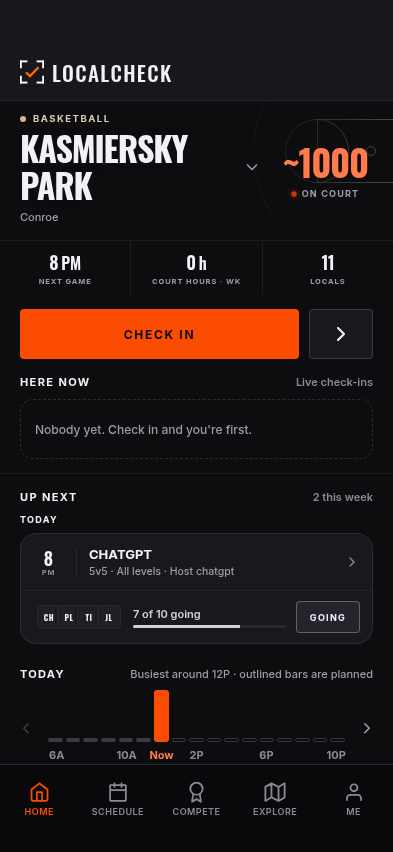 LOCALCHECK
BASKETBALL
KASMIERSKY
PARK
Conroe
~1000
ON COURT
8 PM
NEXT GAME
0 h
COURT HOURS · WK
11
LOCALS
CHECK IN
HERE NOW
Live check-ins
Nobody yet. Check in and you're first.
UP NEXT
2 this week
TODAY
8
PM
CHATGPT
5v5 · All levels · Host chatgpt
CH PL TI JL
7 of 10 going
GOING
TODAY
Busiest around 12P · outlined bars are planned
6A 10A Now 2P 6P 10P
HOME SCHEDULE COMPETE EXPLORE ME